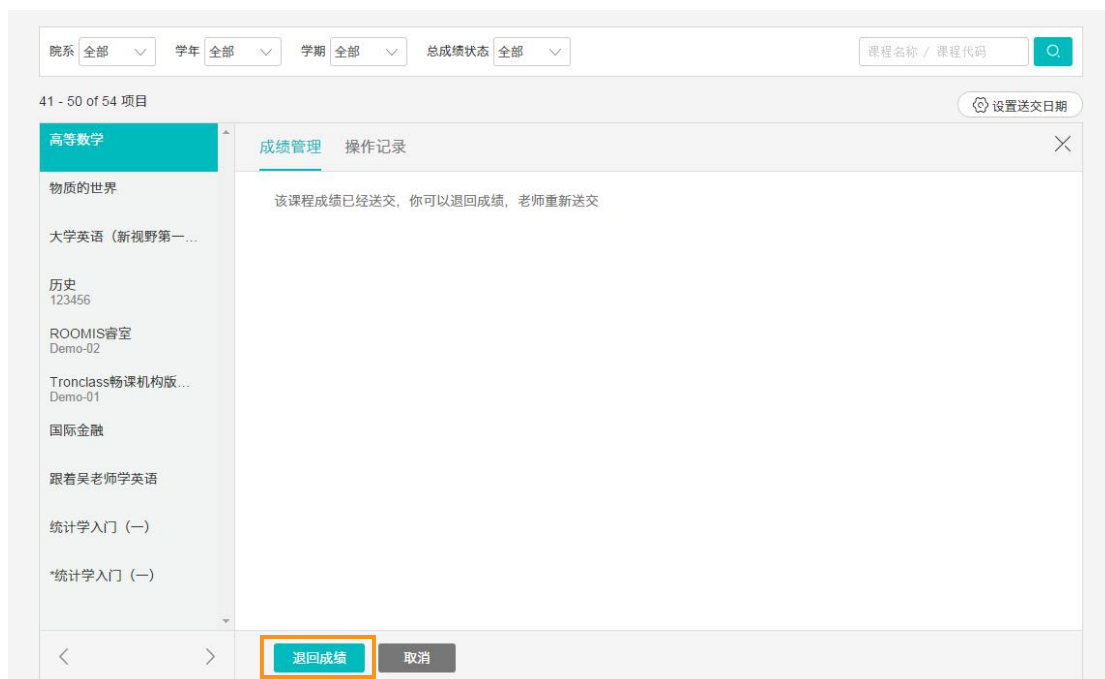 院系 全部 学年 全部 学期 全部 总成绩状态 全部 课程名称 / 课程代码
41 - 50 of 54 项目 设置送交日期
高等数学
成绩管理 操作记录
物质的世界
该课程成绩已经送交, 你可以退回成绩, 老师重新送交
大学英语（新视野第一...
历史
123456
ROOMIS睿室
Demo-02
Tronclass畅课机构版...
Demo-01
国际金融
跟着吴老师学英语
统计学入门（一）
*统计学入门（一）
退回成绩 取消